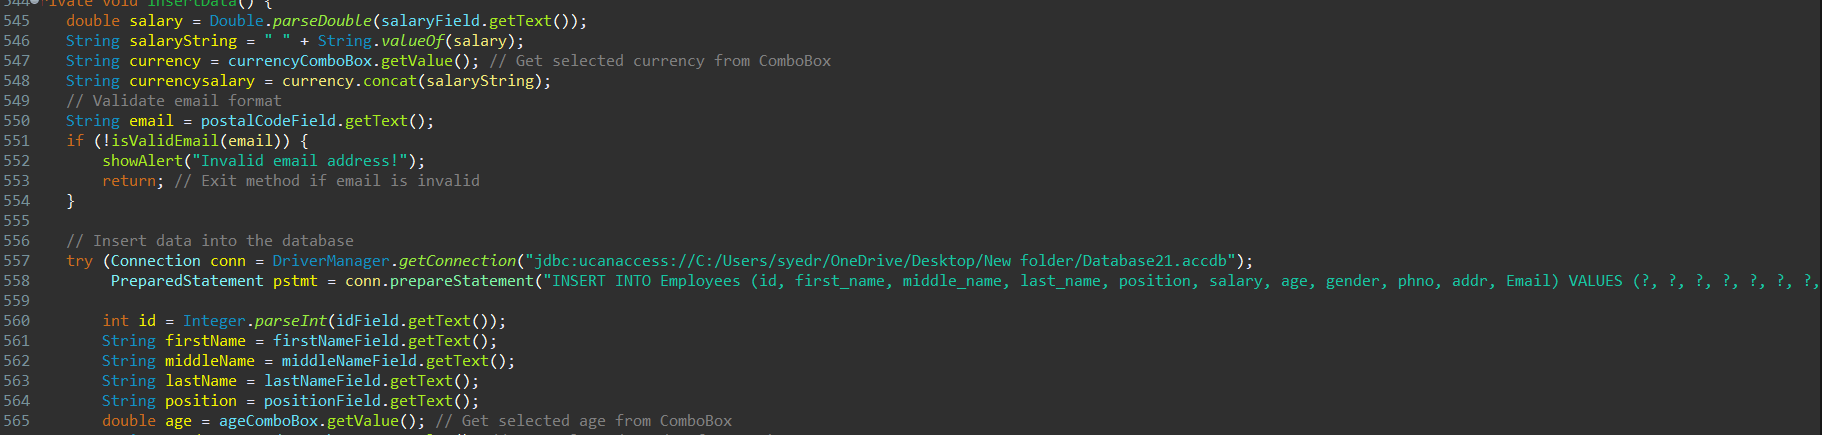 544 private void insertData() {
545 double salary = Double.parseDouble(salaryField.getText());
546 String salaryString = " " + String.valueOf(salary);
547 String currency = currencyComboBox.getValue(); // Get selected currency from ComboBox
548 String currencysalary = currency.concat(salaryString);
549 // Validate email format
550 String email = postalCodeField.getText();
551 if (!isValidEmail(email)) {
552 showAlert("Invalid email address!");
553 return; // Exit method if email is invalid
554 }
555
556 // Insert data into the database
557 try (Connection conn = DriverManager.getConnection("jdbc:ucanaccess://C:/Users/syedr/OneDrive/Desktop/New folder/Database21.accdb");
558 PreparedStatement pstmt = conn.prepareStatement("INSERT INTO Employees (id, first_name, middle_name, last_name, position, salary, age, gender, phno, addr, Email) VALUES (?, ?, ?, ?, ?, ?, ?,
559
560 int id = Integer.parseInt(idField.getText());
561 String firstName = firstNameField.getText();
562 String middleName = middleNameField.getText();
563 String lastName = lastNameField.getText();
564 String position = positionField.getText();
565 double age = ageComboBox.getValue(); // Get selected age from ComboBox